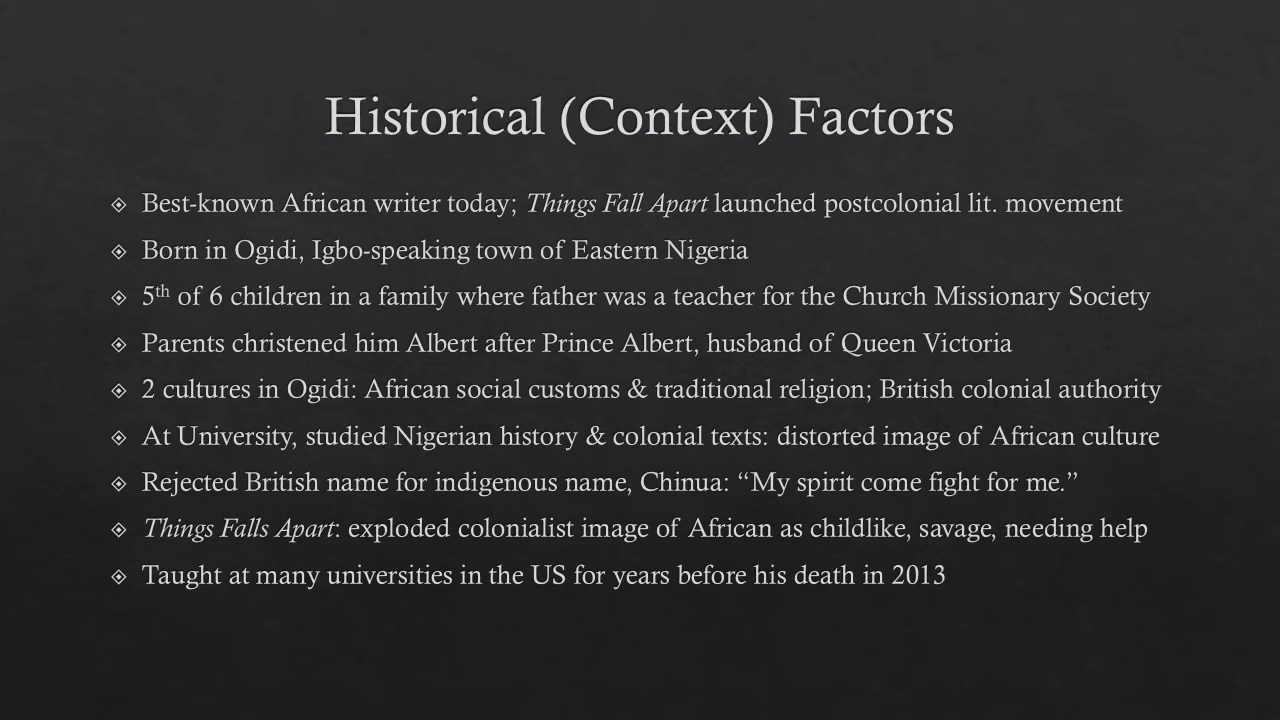 Historical (Context) Factors
Best-known African writer today; Things Fall Apart launched postcolonial lit. movement
Born in Ogidi, Igbo-speaking town of Eastern Nigeria
5th of 6 children in a family where father was a teacher for the Church Missionary Society
Parents christened him Albert after Prince Albert, husband of Queen Victoria
2 cultures in Ogidi: African social customs & traditional religion; British colonial authority
At University, studied Nigerian history & colonial texts: distorted image of African culture
Rejected British name for indigenous name, Chinua: “My spirit come fight for me.”
Things Falls Apart: exploded colonialist image of African as childlike, savage, needing help
Taught at many universities in the US for years before his death in 2013